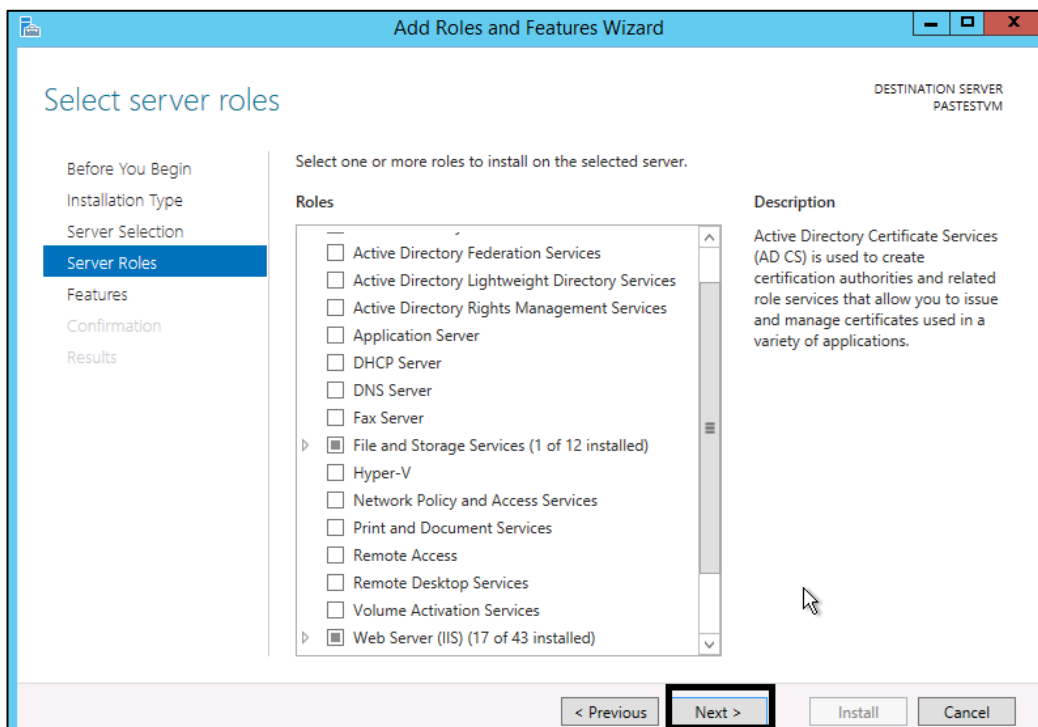 Add Roles and Features Wizard
Select server roles
DESTINATION SERVER
PASTESTVM
Before You Begin
Installation Type
Server Selection
Server Roles
Features
Confirmation
Results
Select one or more roles to install on the selected server.
Roles
Active Directory Federation Services
Active Directory Lightweight Directory Services
Active Directory Rights Management Services
Application Server
DHCP Server
DNS Server
Fax Server
File and Storage Services (1 of 12 installed)
Hyper-V
Network Policy and Access Services
Print and Document Services
Remote Access
Remote Desktop Services
Volume Activation Services
Web Server (IIS) (17 of 43 installed)
Description
Active Directory Certificate Services
(AD CS) is used to create
certification authorities and related
role services that allow you to issue
and manage certificates used in a
variety of applications.
< Previous
Next >
Install
Cancel